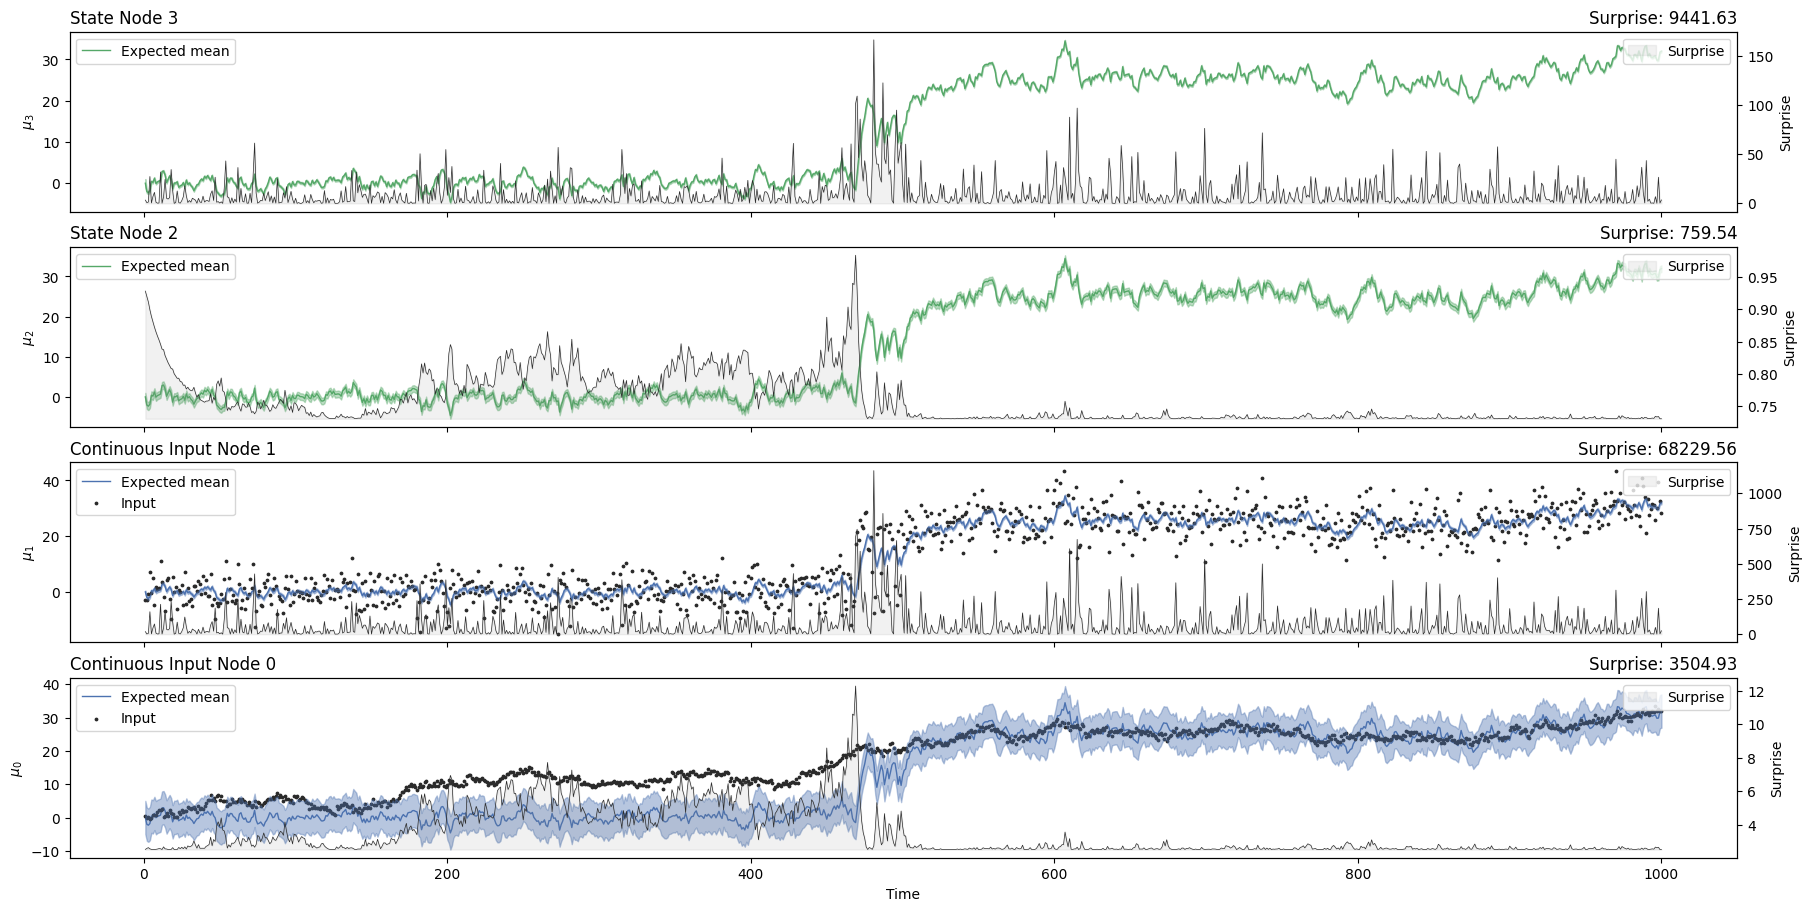 State Node 3 Surprise: 9441.63
Expected mean Surprise
30 20 10 0
μ3
150 100 50 0
Surprise
State Node 2 Surprise: 759.54
Expected mean Surprise
30 20 10 0
μ2
0.95 0.90 0.85 0.80 0.75
Surprise
Continuous Input Node 1 Surprise: 68229.56
Expected mean Surprise
Input
40 20 0
μ1
1000 750 500 250 0
Surprise
Continuous Input Node 0 Surprise: 3504.93
Expected mean Surprise
Input
40 30 20 10 0 −10
μ0
12 10 8 6 4
Surprise
0 200 400 600 800 1000
Time